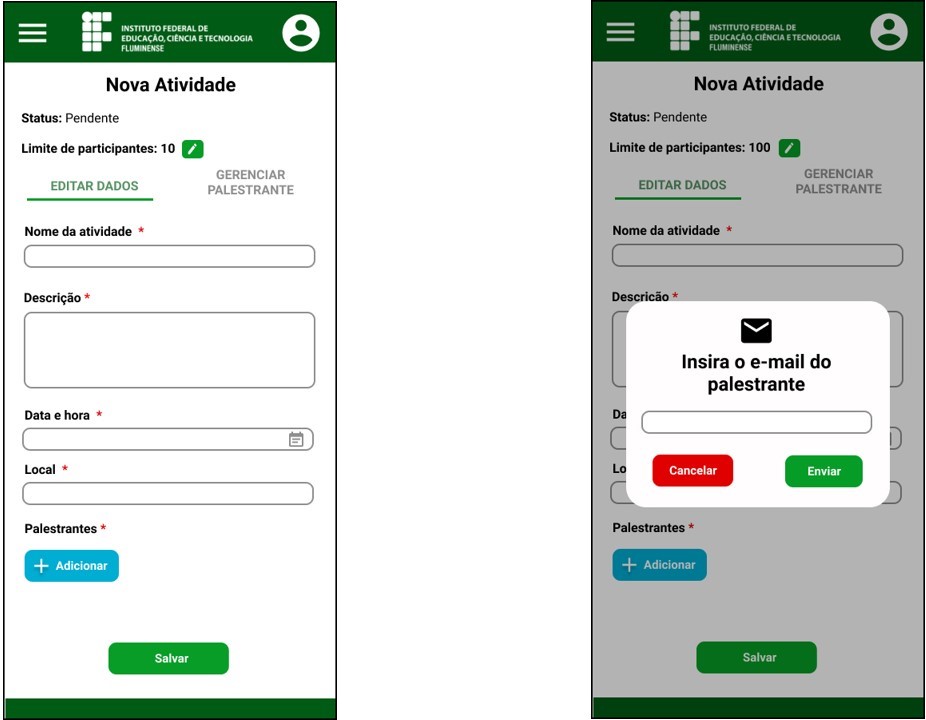 INSTITUTO FEDERAL DE
EDUCAÇÃO, CIÊNCIA E TECNOLOGIA
FLUMINENSE
Nova Atividade
Status: Pendente
Limite de participantes: 10
EDITAR DADOS
GERENCIAR
PALESTRANTE
Nome da atividade *
Descrição *
Data e hora *
Local *
Palestrantes *
+ Adicionar
Salvar
INSTITUTO FEDERAL DE
EDUCAÇÃO, CIÊNCIA E TECNOLOGIA
FLUMINENSE
Nova Atividade
Status: Pendente
Limite de participantes: 100
EDITAR DADOS
GERENCIAR
PALESTRANTE
Nome da atividade *
Descrição *
Insira o e-mail do
palestrante
Da
Cancelar
Enviar
Lo
Palestrantes *
+ Adicionar
Salvar